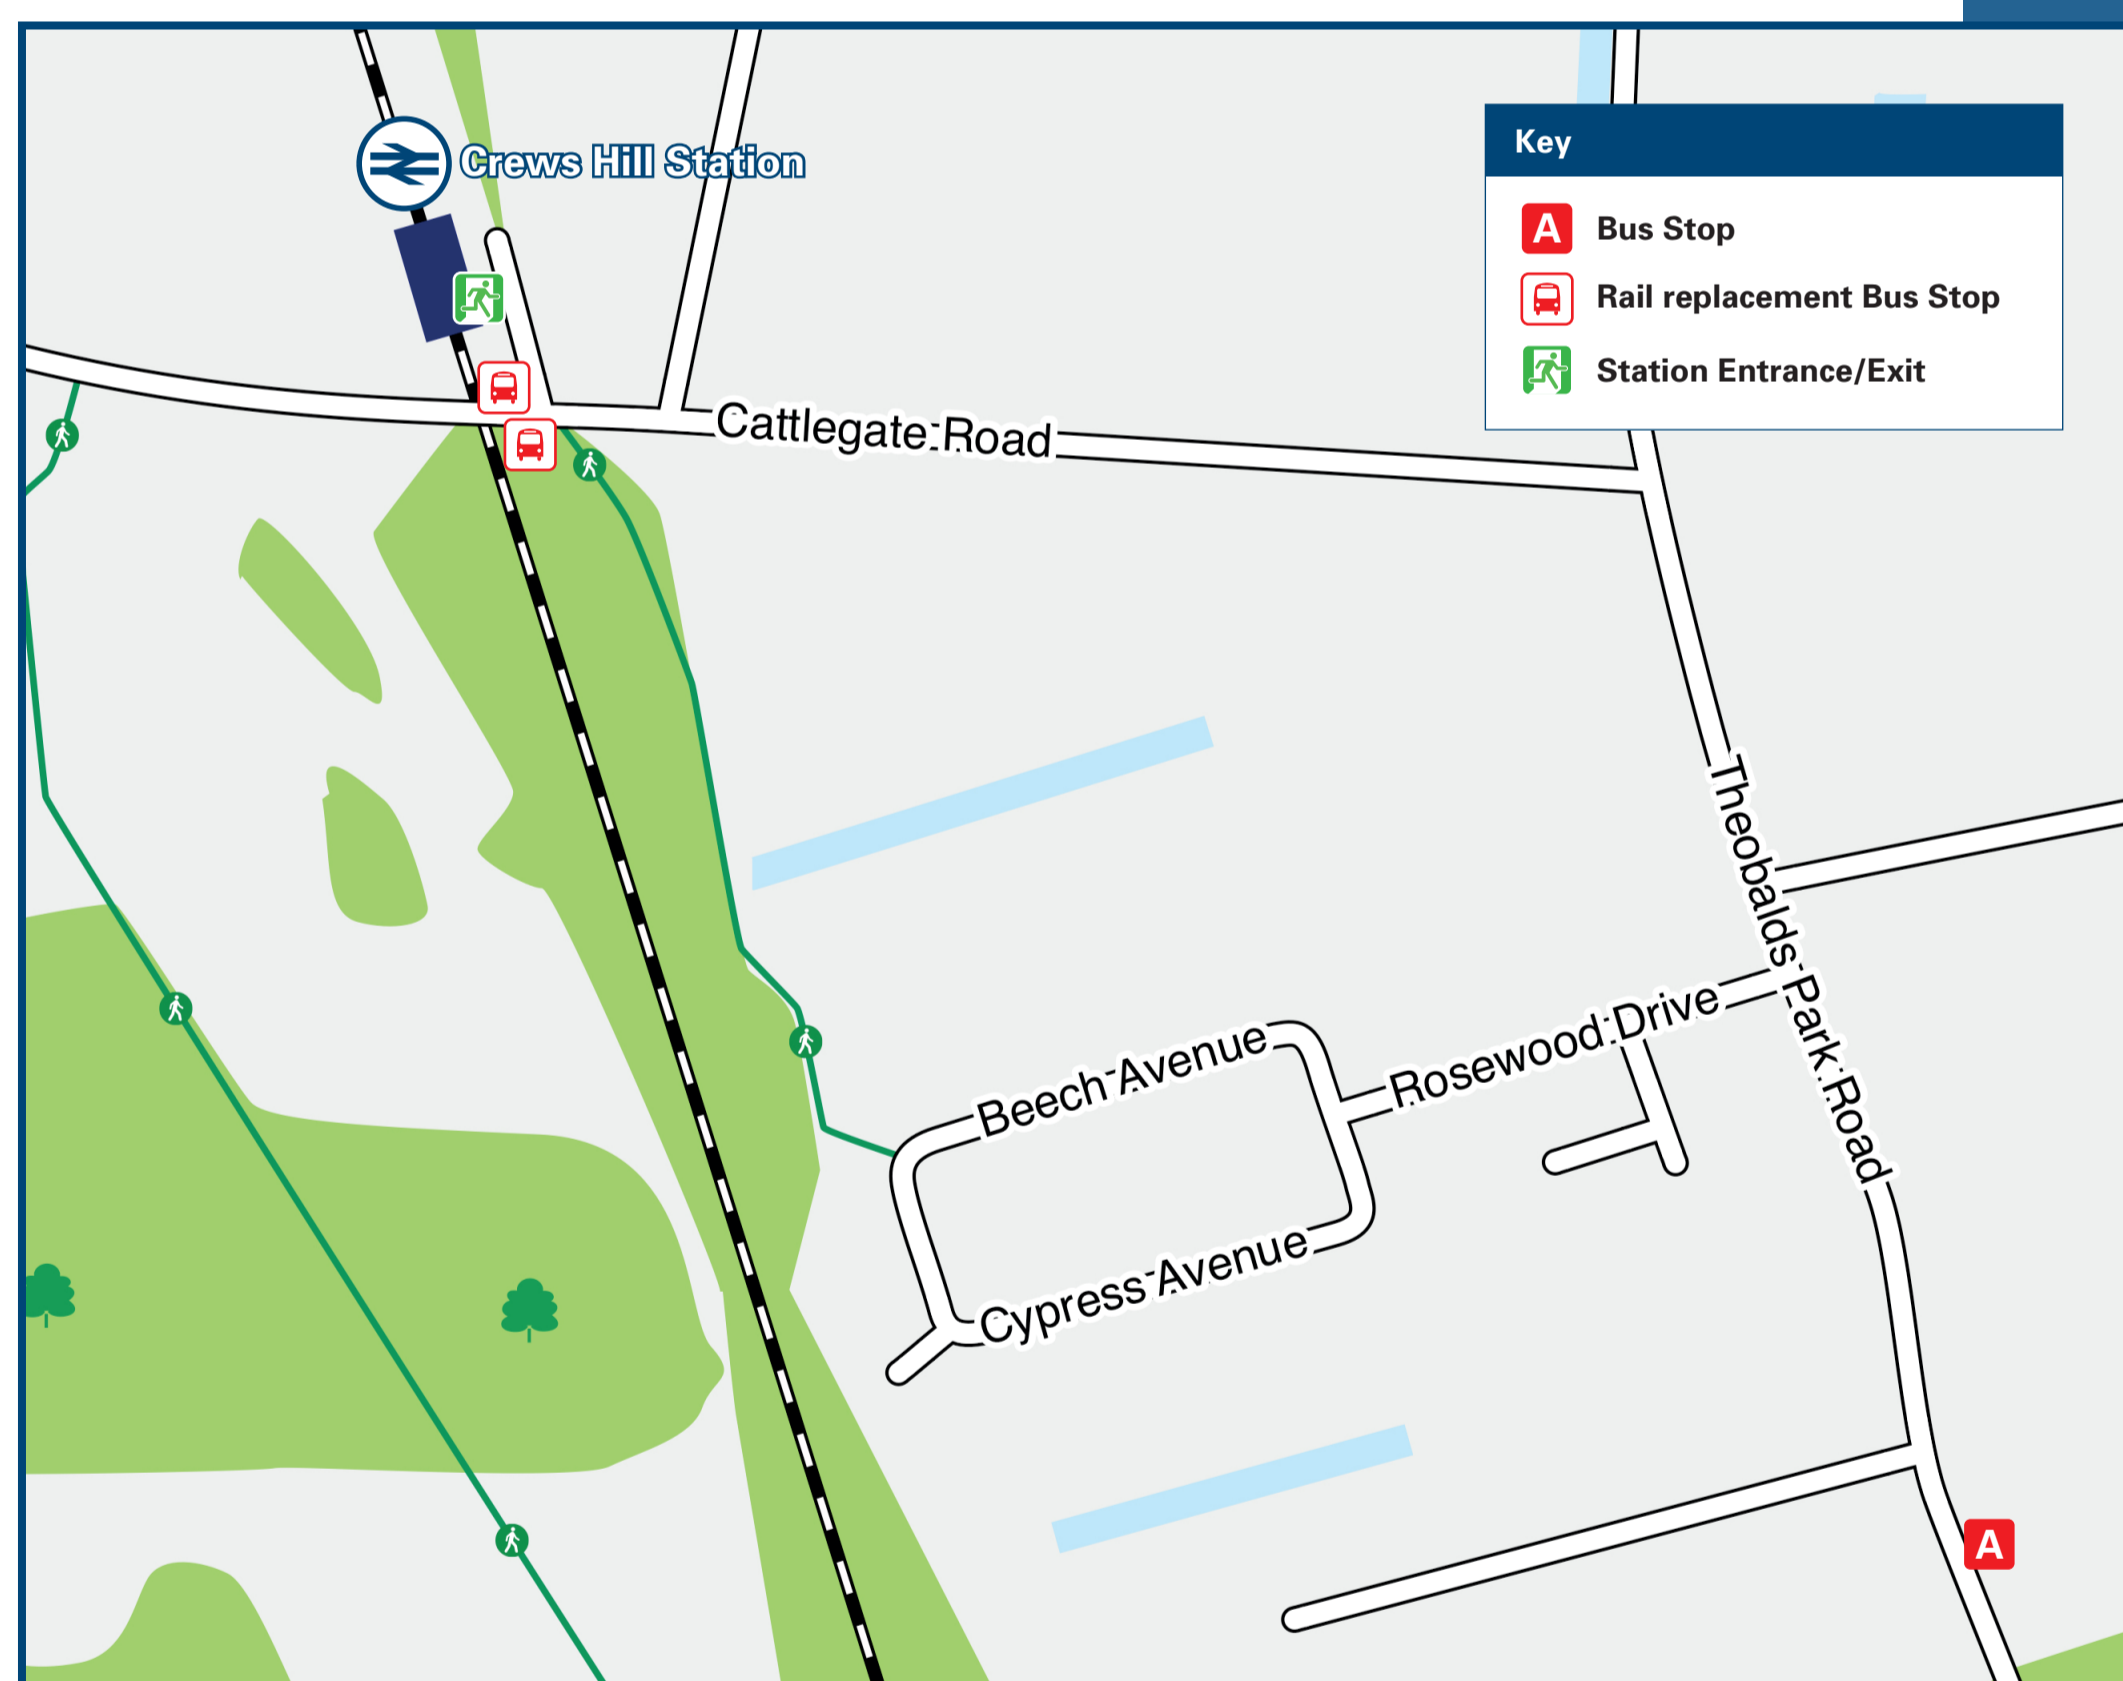 Crews Hill Station
Key
A Bus Stop
Rail replacement Bus Stop
Station Entrance/Exit
Cattlegate Road
Theobalds Park Road
Rosewood Drive
Beech Avenue
Cypress Avenue
A